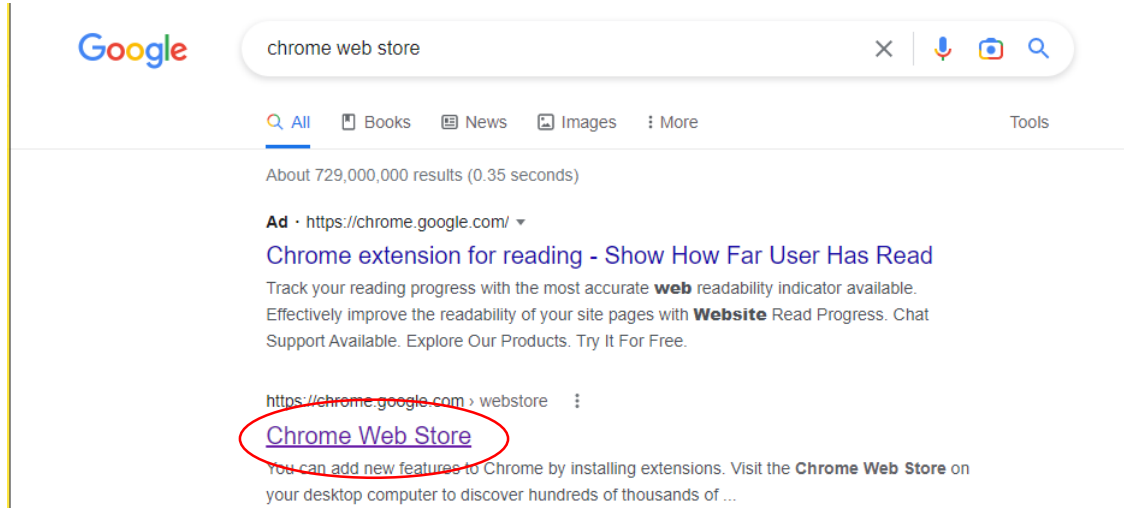 Google
chrome web store
All Books News Images More Tools
About 729,000,000 results (0.35 seconds)
Ad · https://chrome.google.com/
Chrome extension for reading - Show How Far User Has Read
Track your reading progress with the most accurate web readability indicator available.
Effectively improve the readability of your site pages with Website Read Progress. Chat
Support Available. Explore Our Products. Try It For Free.
https://chrome.google.com › webstore
Chrome Web Store
You can add new features to Chrome by installing extensions. Visit the Chrome Web Store on
your desktop computer to discover hundreds of thousands of ...